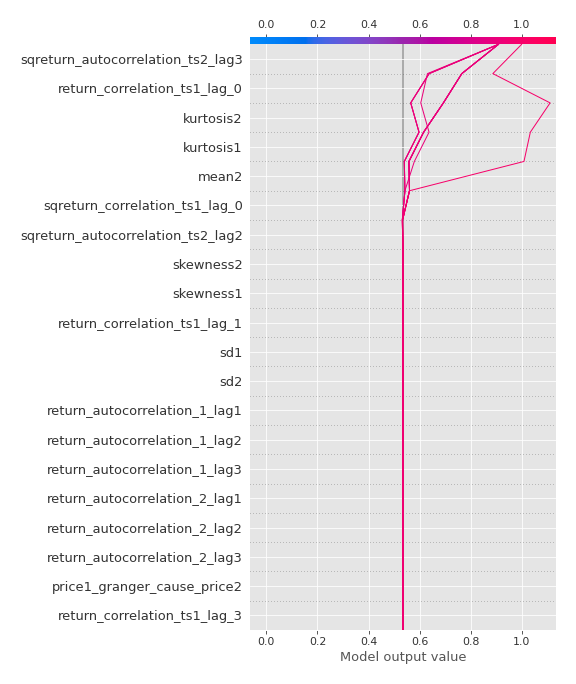 0.0 0.2 0.4 0.6 0.8 1.0
sqreturn_autocorrelation_ts2_lag3
return_correlation_ts1_lag_0
kurtosis2
kurtosis1
mean2
sqreturn_correlation_ts1_lag_0
sqreturn_autocorrelation_ts2_lag2
skewness2
skewness1
return_correlation_ts1_lag_1
sd1
sd2
return_autocorrelation_1_lag1
return_autocorrelation_1_lag2
return_autocorrelation_1_lag3
return_autocorrelation_2_lag1
return_autocorrelation_2_lag2
return_autocorrelation_2_lag3
price1_granger_cause_price2
return_correlation_ts1_lag_3
0.0 0.2 0.4 0.6 0.8 1.0
Model output value